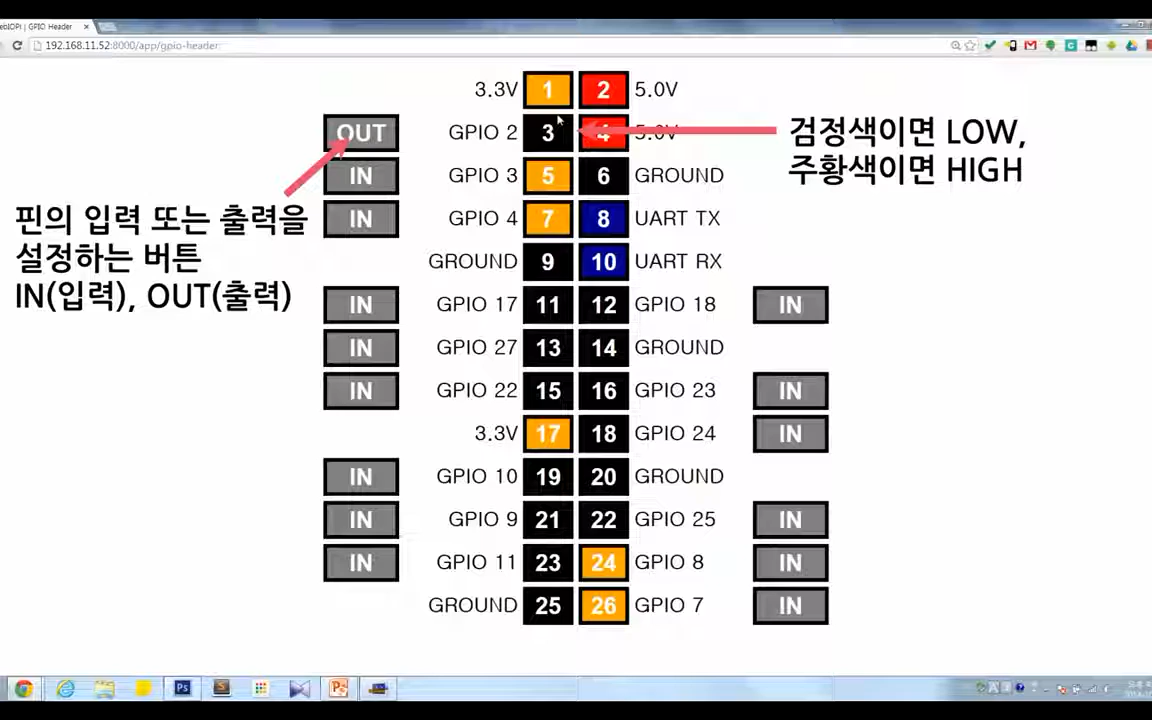 WebIOPi | GPIO Header
192.168.11.52:8000/app/gpio-header
3.3V 1 2 5.0V
OUT GPIO 2 3 4 5.0V
검정색이면 LOW,
주황색이면 HIGH
IN GPIO 3 5 6 GROUND
IN GPIO 4 7 8 UART TX
핀의 입력 또는 출력을
설정하는 버튼
IN(입력), OUT(출력)
GROUND 9 10 UART RX
IN GPIO 17 11 12 GPIO 18 IN
IN GPIO 27 13 14 GROUND
IN GPIO 22 15 16 GPIO 23 IN
3.3V 17 18 GPIO 24 IN
IN GPIO 10 19 20 GROUND
IN GPIO 9 21 22 GPIO 25 IN
IN GPIO 11 23 24 GPIO 8 IN
GROUND 25 26 GPIO 7 IN